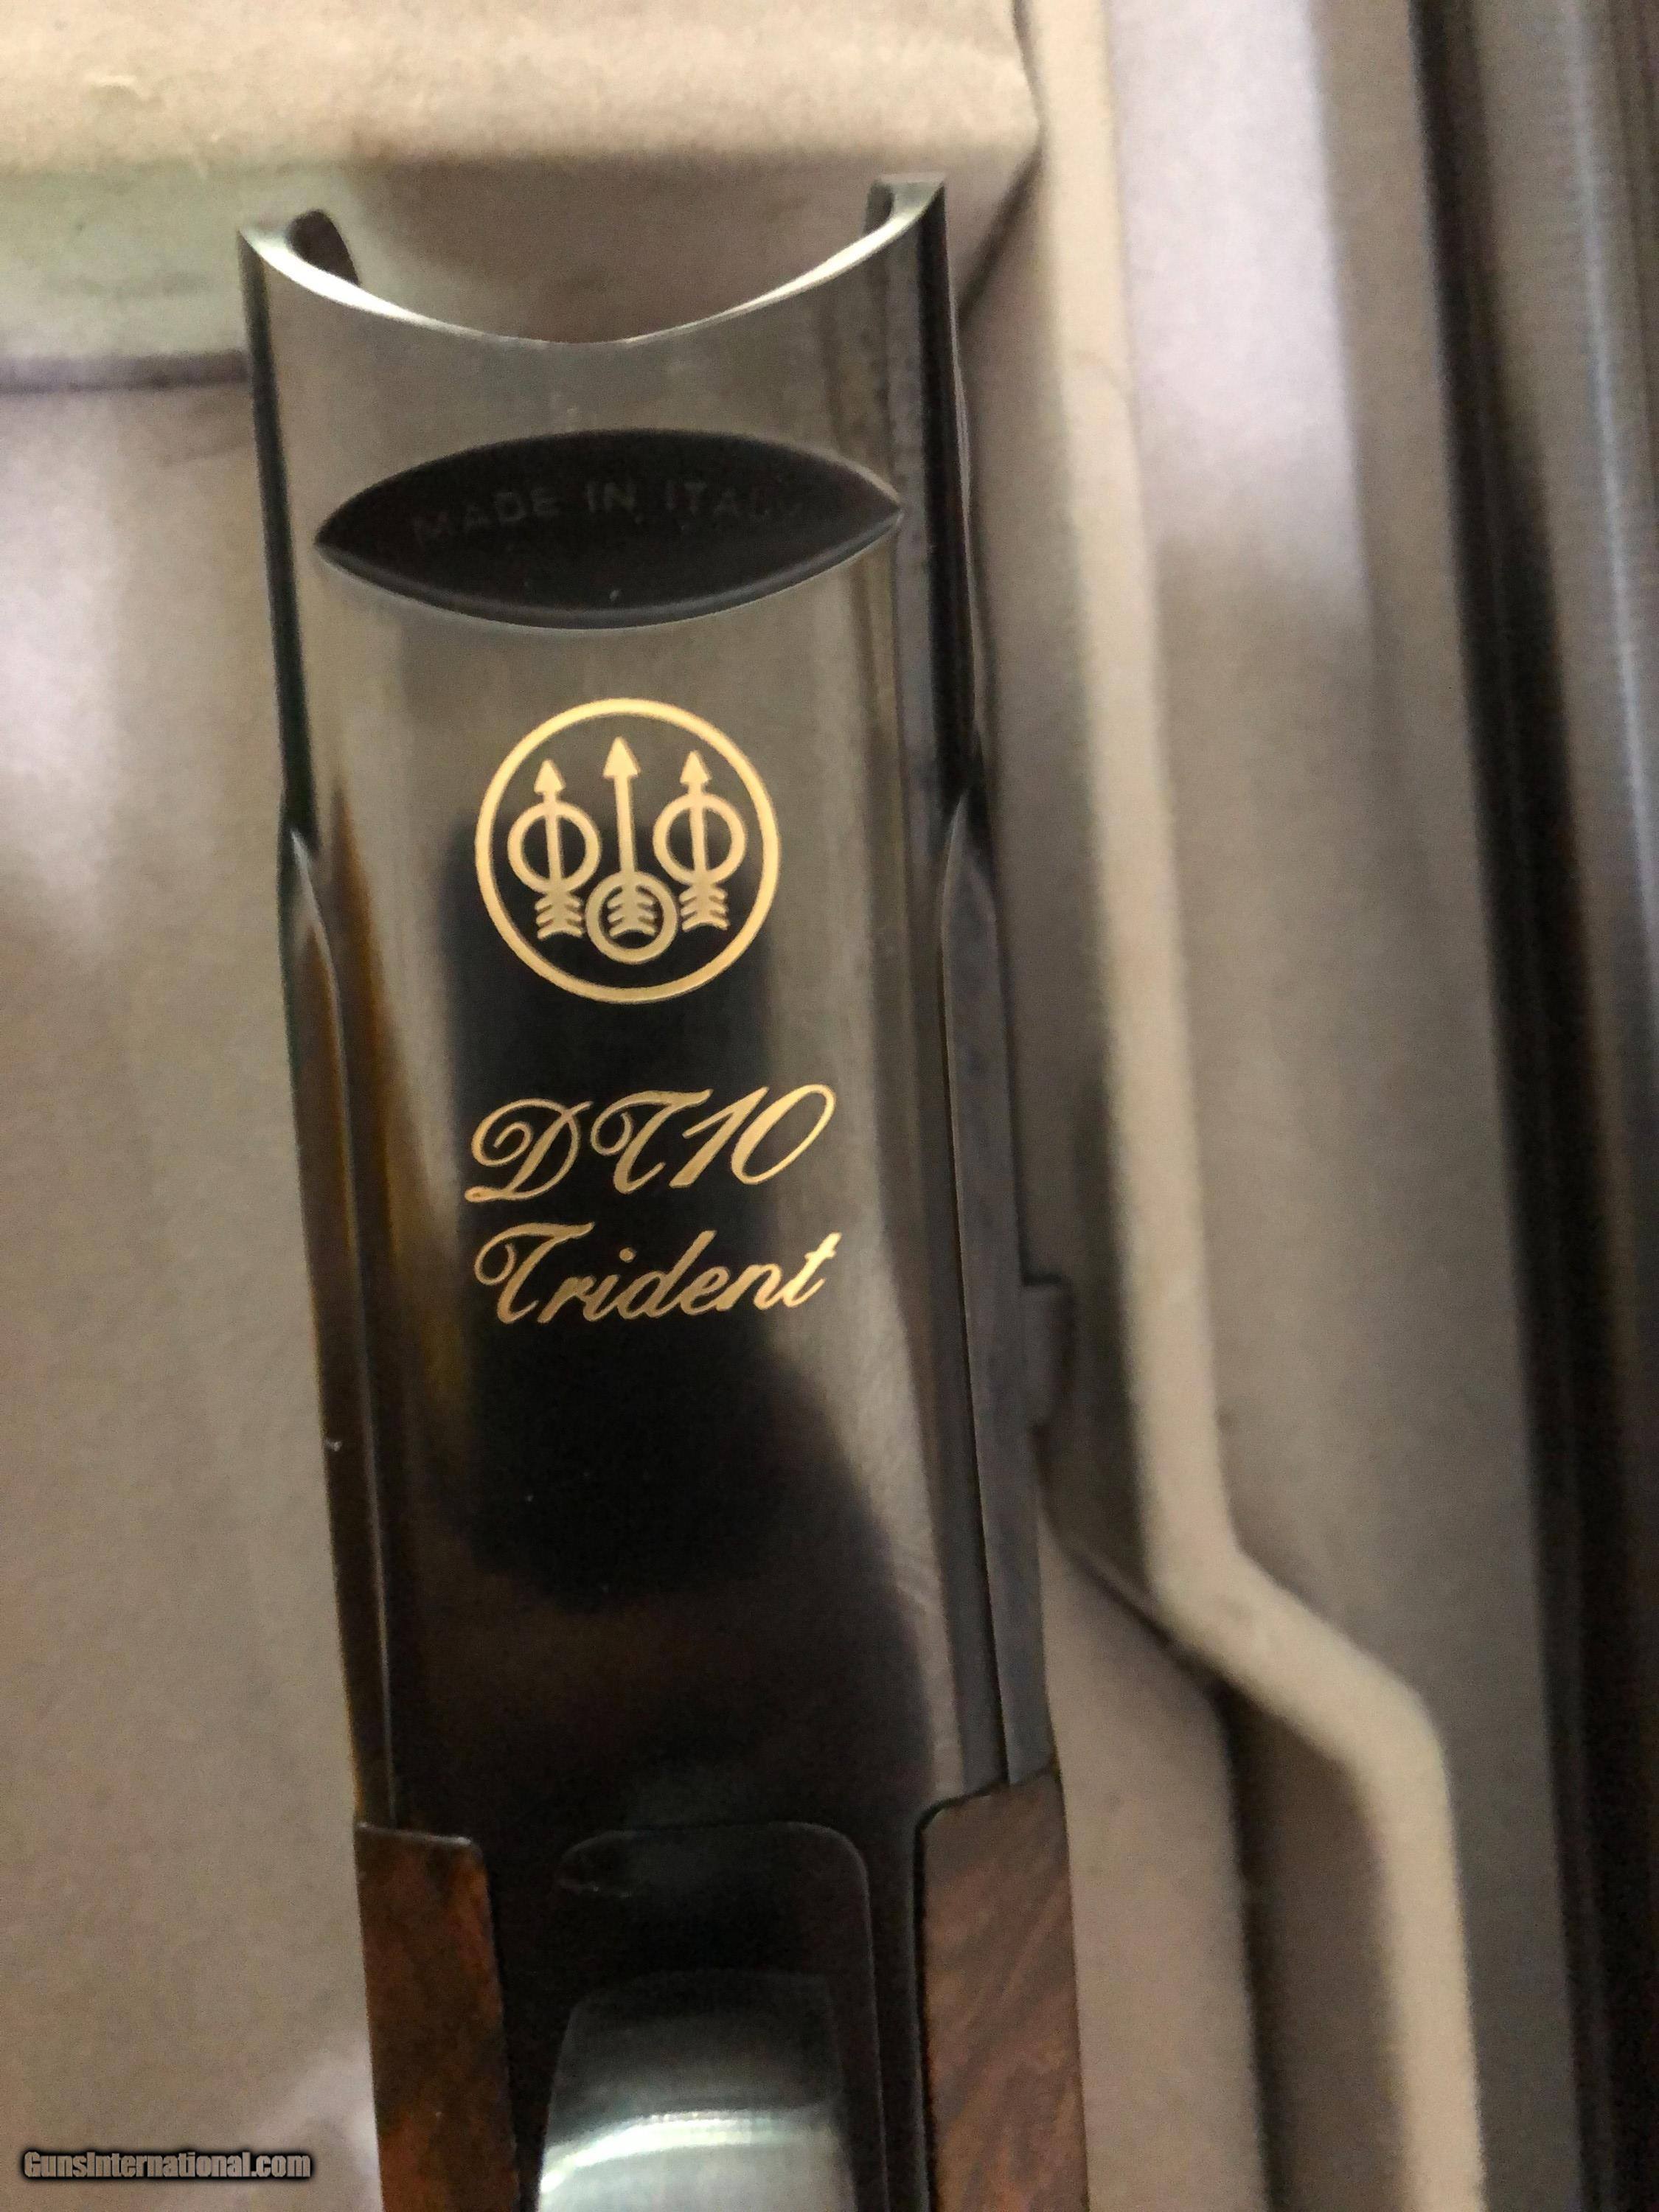 MADE IN ITALY
DT10
Trident
GunsInternational.com